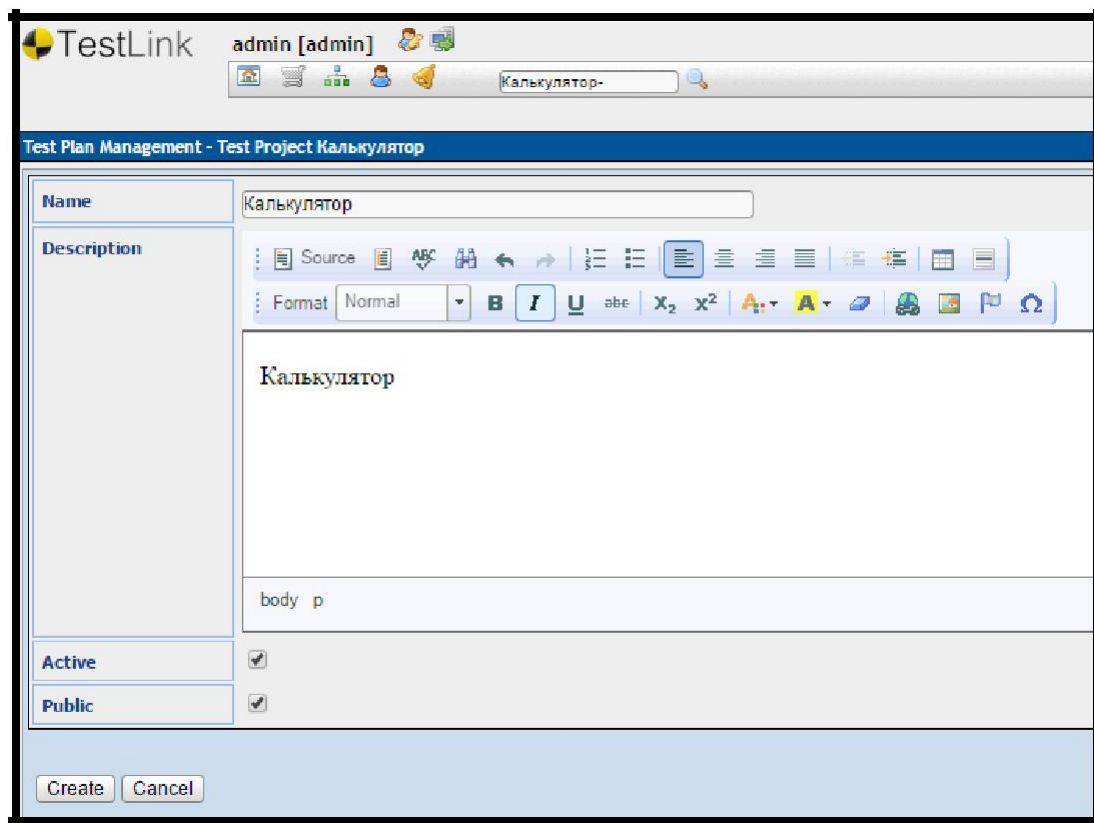 TestLink admin [admin]
Калькулятор-
Test Plan Management - Test Project Калькулятор
Name Калькулятор
Description
Source ABC
Format Normal B I U abc X₂ X² A A Ω
Калькулятор
body p
Active
Public
Create Cancel